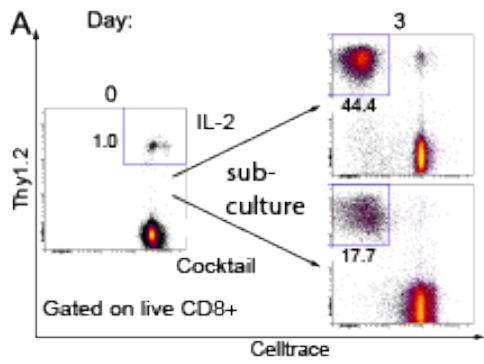 A
Day:
0
3
1.0
IL-2
44.4
sub-
culture
17.7
Cocktail
Gated on live CD8+
Thy1.2
Celltrace